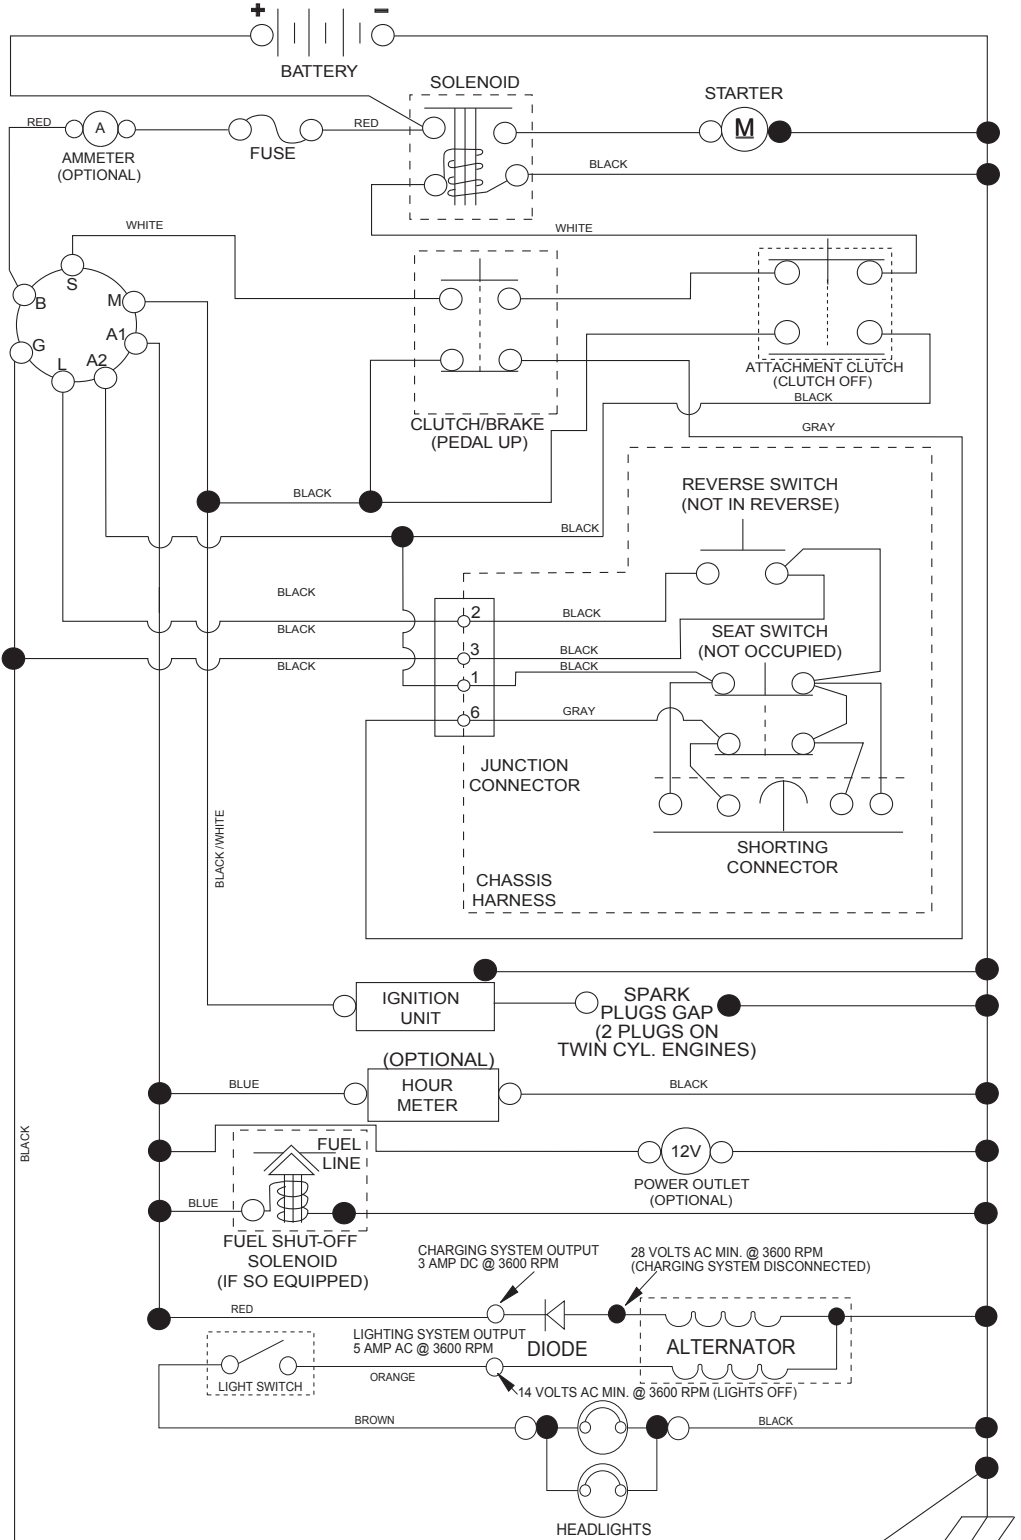 +
−
BATTERY
SOLENOID
STARTER
RED
A
RED
M
FUSE
AMMETER
(OPTIONAL)
BLACK
WHITE
WHITE
S
B
M
A1
G
L
A2
ATTACHMENT CLUTCH
(CLUTCH OFF)
BLACK
CLUTCH/BRAKE
(PEDAL UP)
GRAY
REVERSE SWITCH
(NOT IN REVERSE)
BLACK
BLACK
BLACK
2
BLACK
BLACK
SEAT SWITCH
(NOT OCCUPIED)
3
BLACK
BLACK
BLACK
1
6
GRAY
JUNCTION
CONNECTOR
SHORTING
CONNECTOR
BLACK /WHITE
CHASSIS
HARNESS
IGNITION
UNIT
SPARK
PLUGS GAP
(2 PLUGS ON
TWIN CYL. ENGINES)
(OPTIONAL)
BLUE
HOUR
METER
BLACK
BLACK
FUEL
LINE
12V
POWER OUTLET
(OPTIONAL)
BLUE
FUEL SHUT-OFF
SOLENOID
(IF SO EQUIPPED)
CHARGING SYSTEM OUTPUT
3 AMP DC @ 3600 RPM
28 VOLTS AC MIN. @ 3600 RPM
(CHARGING SYSTEM DISCONNECTED)
RED
LIGHTING SYSTEM OUTPUT
5 AMP AC @ 3600 RPM
DIODE
ALTERNATOR
LIGHT SWITCH
ORANGE
14 VOLTS AC MIN. @ 3600 RPM (LIGHTS OFF)
BROWN
BLACK
HEADLIGHTS